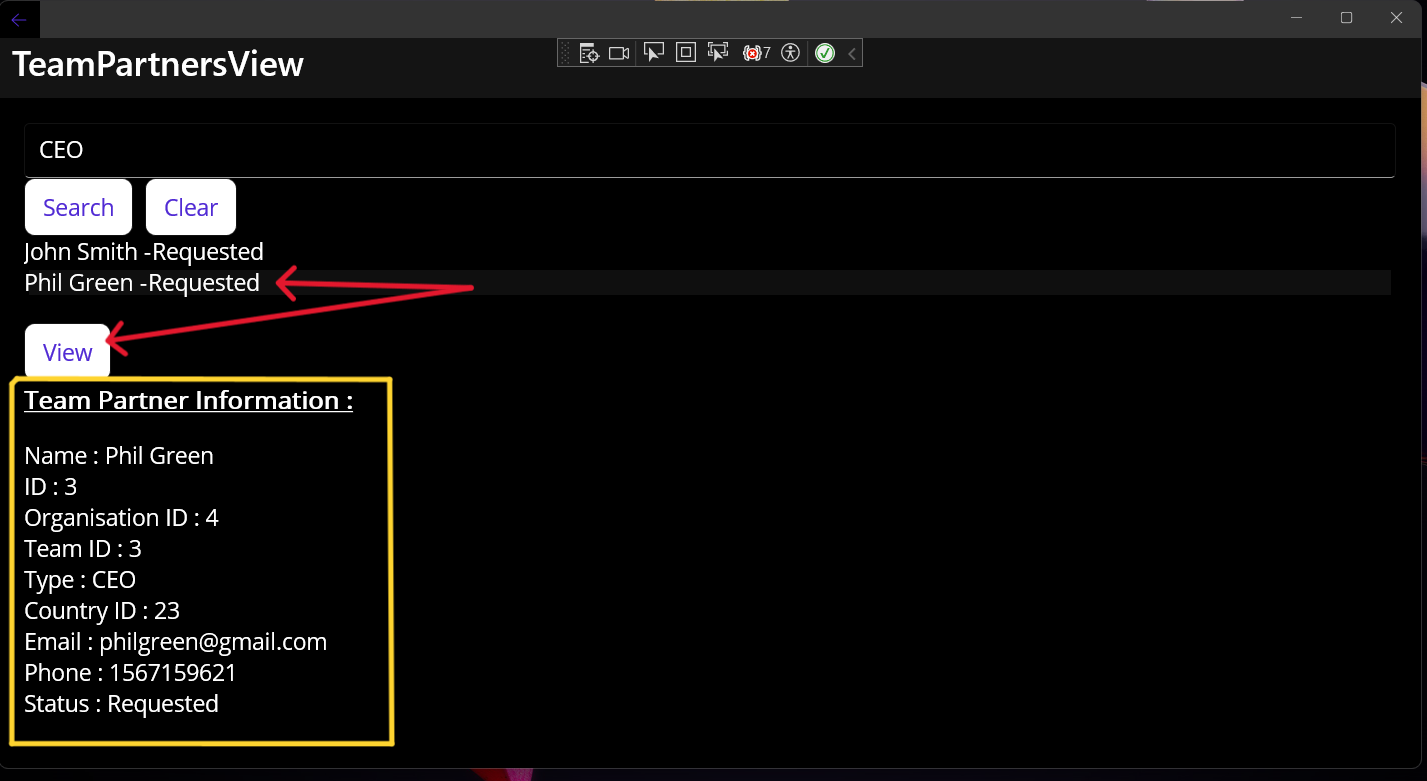 TeamPartnersView
7
CEO
Search Clear
John Smith -Requested
Phil Green -Requested
View
Team Partner Information :
Name : Phil Green
ID : 3
Organisation ID : 4
Team ID : 3
Type : CEO
Country ID : 23
Email : philgreen@gmail.com
Phone : 1567159621
Status : Requested